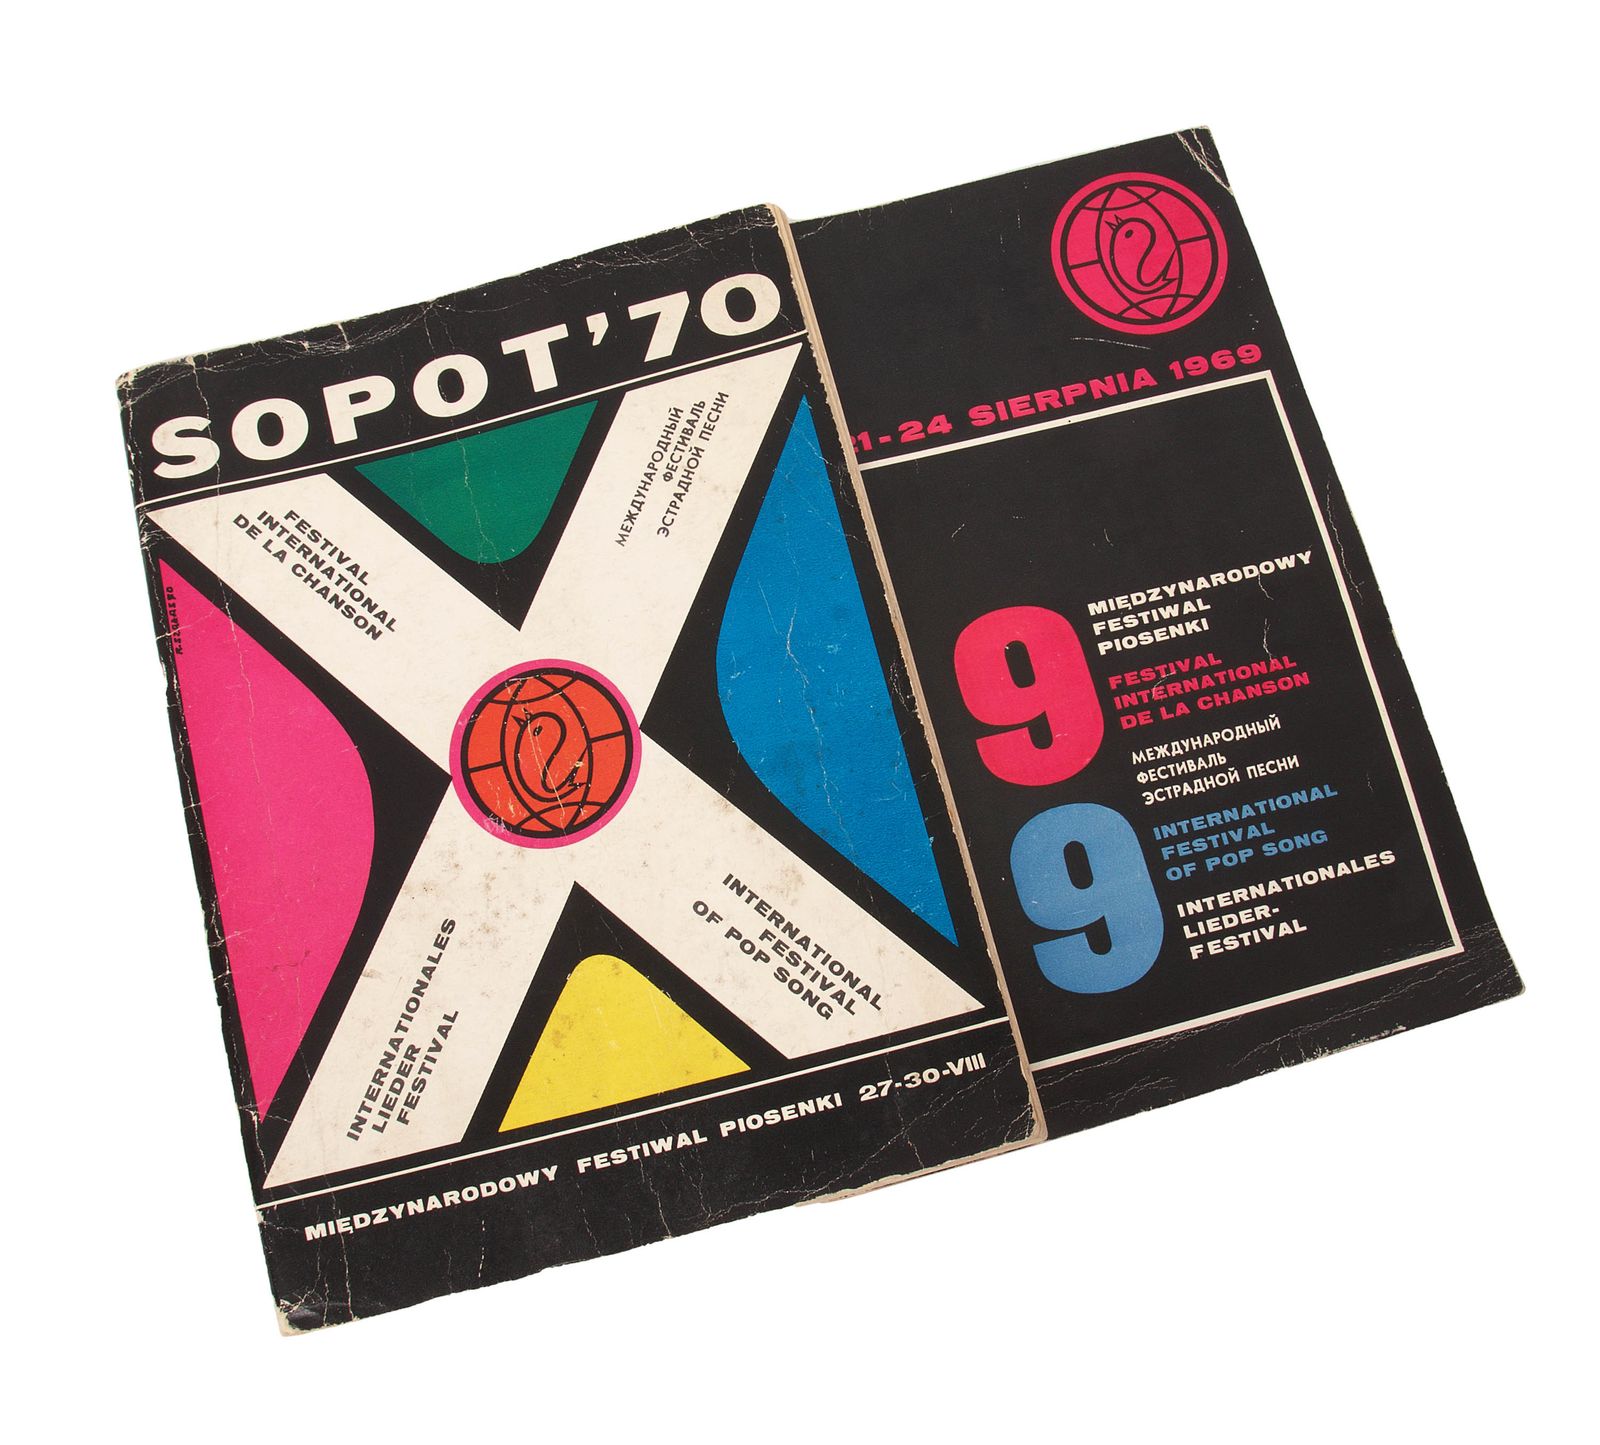 SOPOT'70
FESTIVAL
INTERNATIONAL
DE LA CHANSON
МЕЖДУНАРОДНЫЙ
ФЕСТИВАЛЬ
ЭСТРАДНОЙ ПЕСНИ
INTERNATIONALES
LIEDER
FESTIVAL
INTERNATIONAL
FESTIVAL
OF POP SONG
MIĘDZYNARODOWY FESTIWAL PIOSENKI 27-30-VIII
21-24 SIERPNIA 1969
9
MIĘDZYNARODOWY
FESTIWAL
PIOSENKI
FESTIVAL
INTERNATIONAL
DE LA CHANSON
МЕЖДУНАРОДНЫЙ
ФЕСТИВАЛЬ
ЭСТРАДНОЙ ПЕСНИ
9
INTERNATIONAL
FESTIVAL
OF POP SONG
INTERNATIONALES
LIEDER-
FESTIVAL